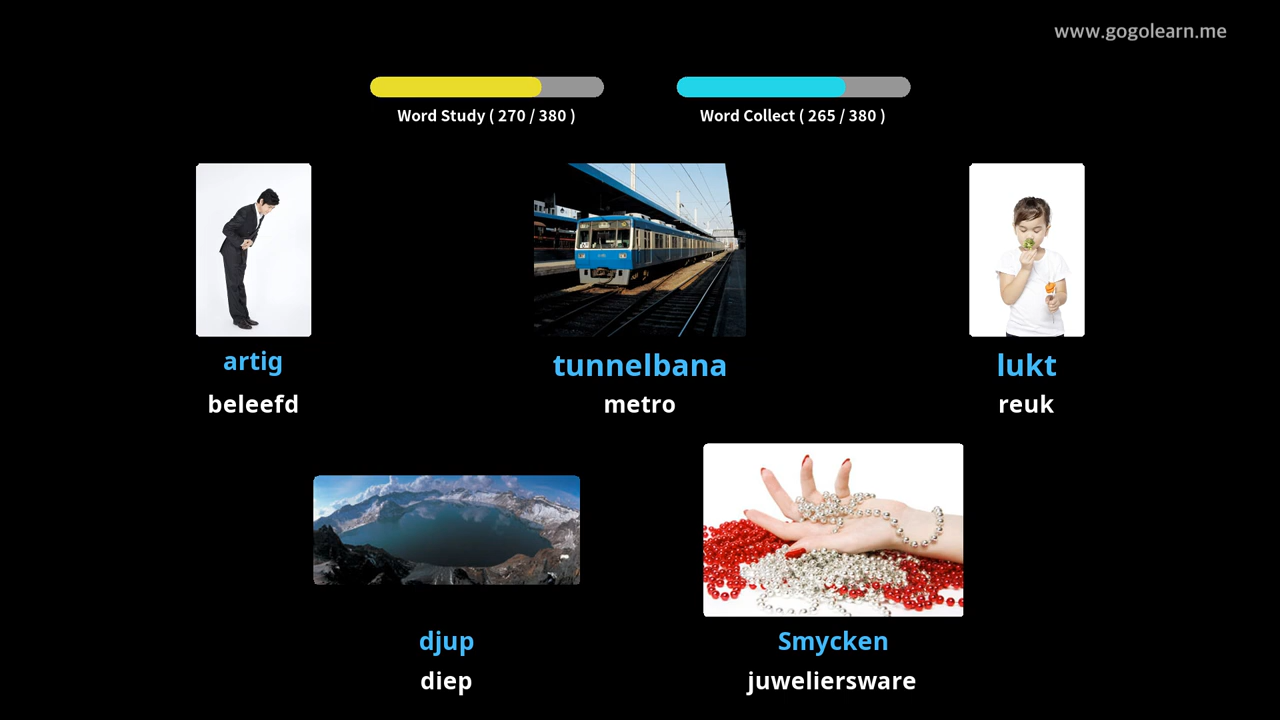 www.gogolearn.me
Word Study ( 270 / 380 )
Word Collect ( 265 / 380 )
artig
tunnelbana
lukt
beleefd
metro
reuk
djup
Smycken
diep
juweliersware